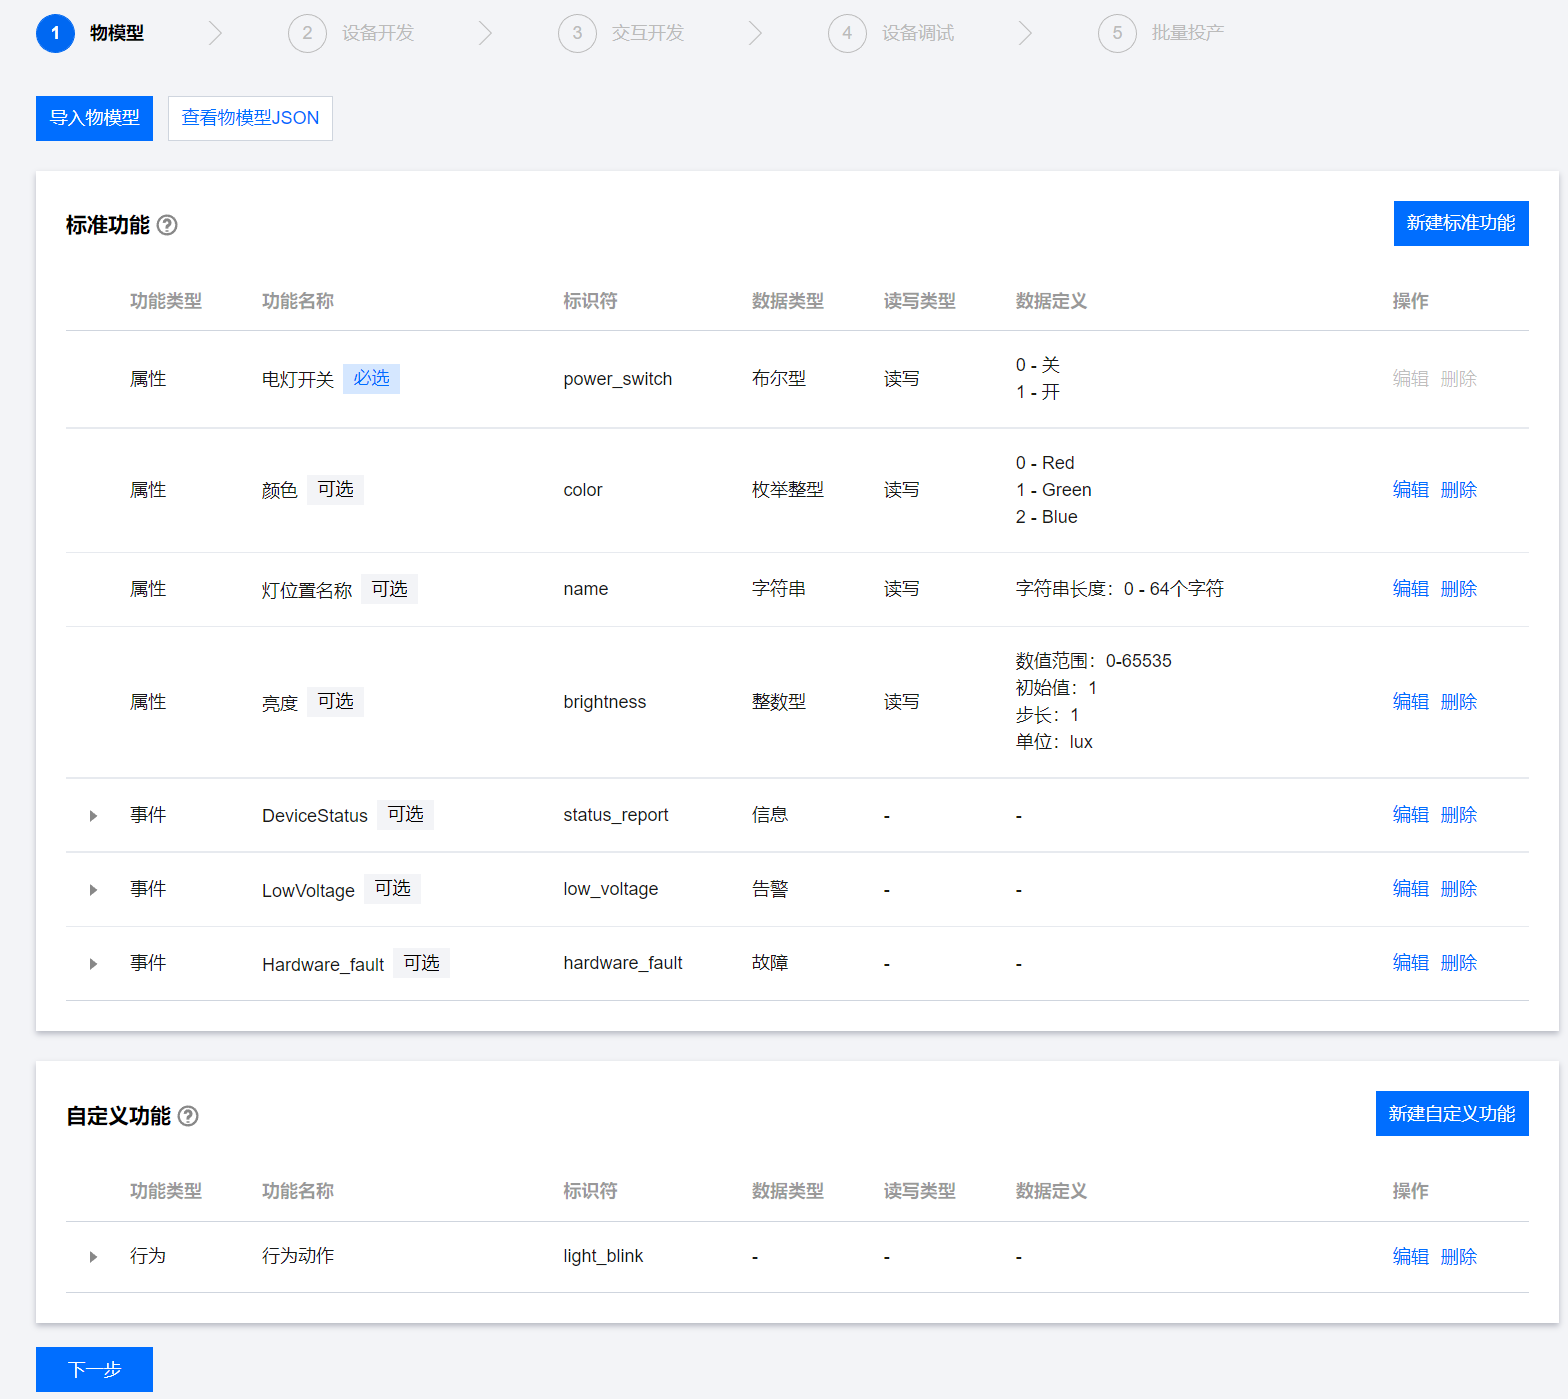 1 物模型 2 设备开发 3 交互开发 4 设备调试 5 批量投产
导入物模型 查看物模型JSON
标准功能 ? 新建标准功能
功能类型 功能名称 标识符 数据类型 读写类型 数据定义 操作
属性 电灯开关 必选 power_switch 布尔型 读写 0 - 关 编辑 删除
1 - 开
属性 颜色 可选 color 枚举整型 读写 0 - Red 编辑 删除
1 - Green
2 - Blue
属性 灯位置名称 可选 name 字符串 读写 字符串长度：0 - 64个字符 编辑 删除
属性 亮度 可选 brightness 整数型 读写 数值范围：0-65535 编辑 删除
初始值：1
步长：1
单位：lux
事件 DeviceStatus 可选 status_report 信息 - - 编辑 删除
事件 LowVoltage 可选 low_voltage 告警 - - 编辑 删除
事件 Hardware_fault 可选 hardware_fault 故障 - - 编辑 删除
自定义功能 ? 新建自定义功能
功能类型 功能名称 标识符 数据类型 读写类型 数据定义 操作
行为 行为动作 light_blink - - - 编辑 删除
下一步